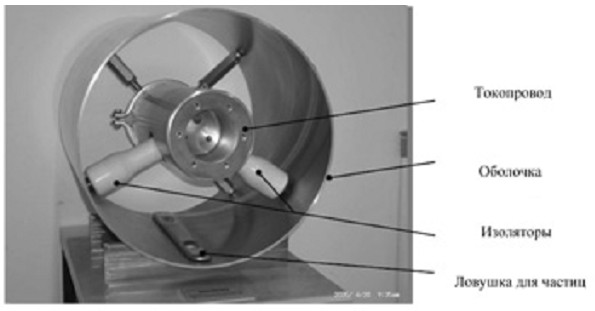 Токопровод
Оболочка
Изоляторы
Ловушка для частиц